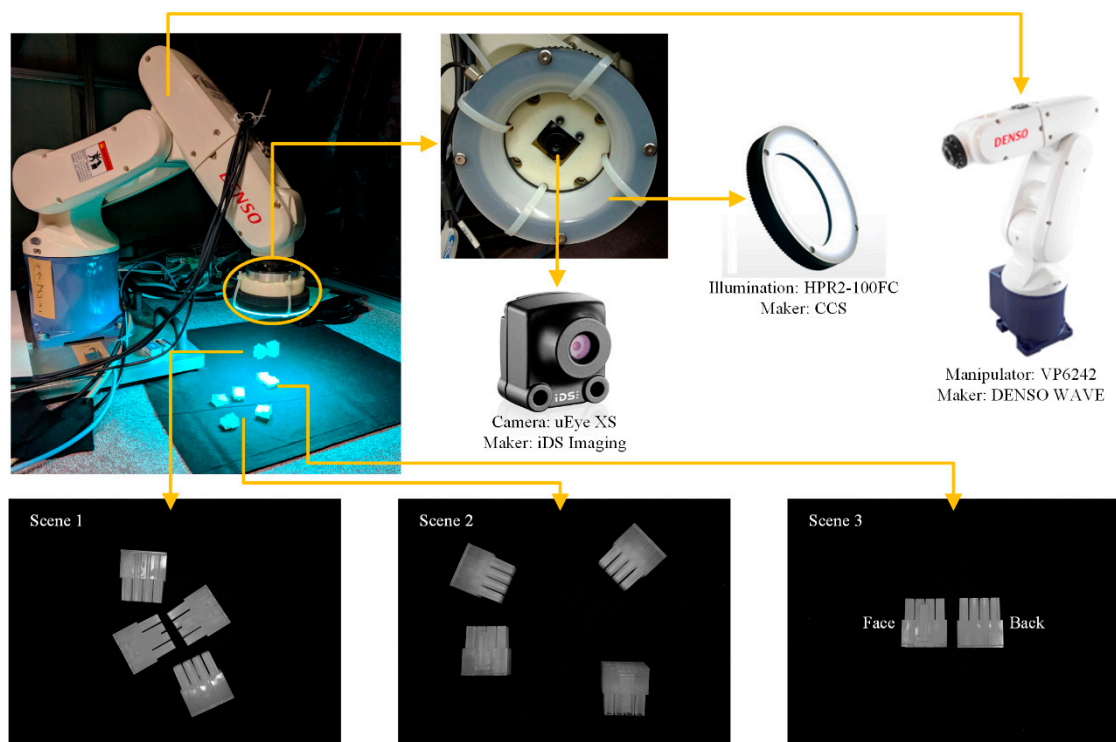 DENSO
DENSO
iDS:
Illumination: HPR2-100FC
Maker: CCS
Camera: uEye XS
Maker: iDS Imaging
Manipulator: VP6242
Maker: DENSO WAVE
Scene 1
Scene 2
Scene 3
Face
Back